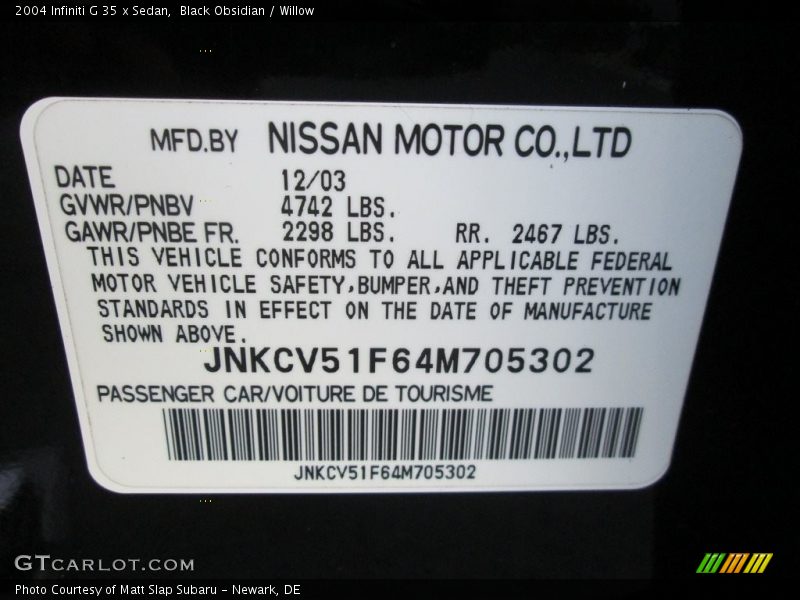 2004 Infiniti G 35 x Sedan,  Black Obsidian / Willow
MFD.BY NISSAN MOTOR CO.,LTD
DATE 12/03
GVWR/PNBV 4742 LBS.
GAWR/PNBE FR. 2298 LBS. RR. 2467 LBS.
THIS VEHICLE CONFORMS TO ALL APPLICABLE FEDERAL
MOTOR VEHICLE SAFETY,BUMPER,AND THEFT PREVENTION
STANDARDS IN EFFECT ON THE DATE OF MANUFACTURE
SHOWN ABOVE.
JNKCV51F64M705302
PASSENGER CAR/VOITURE DE TOURISME
JNKCV51F64M705302
GTCARLOT.COM
Photo Courtesy of Matt Slap Subaru - Newark, DE